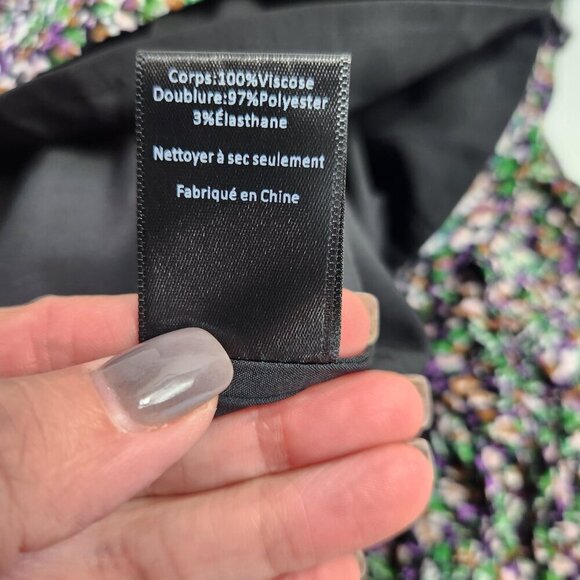 Corps:100%Viscose
Doublure:97%Polyester
3%Élasthane
Nettoyer à sec seulement
Fabriqué en Chine